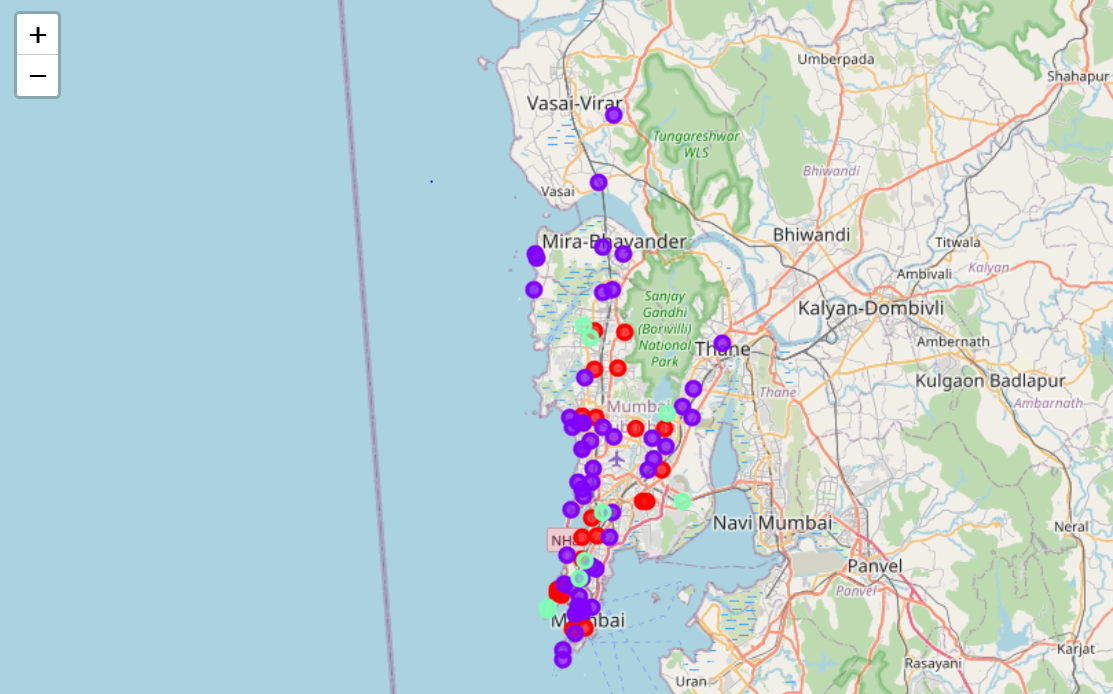 +
−
Umberpada
Shahapur
Vasai-Virar
Tungareshwar
WLS
Bhiwandi
Vasai
Mira-Bhayander
Bhiwandi
Titwala
Kalyan
Ambivali
Sanjay
Gandhi
(Borivilli)
National
Park
Kalyan-Dombivli
Thane
Ambernath
Kulgaon Badlapur
Thane
Ambarnath
Mumbai
Navi Mumbai
Neral
NH
Panvel
Panvel
Mumbai
Karjat
Rasayani
Uran